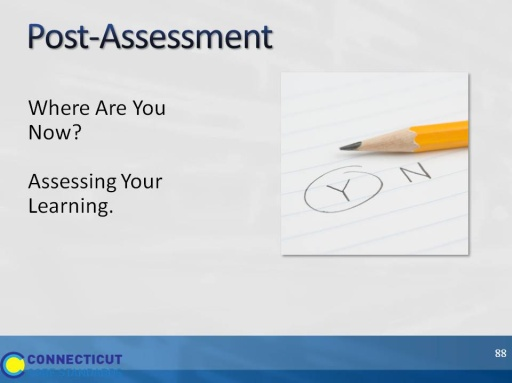 Post-Assessment
Where Are You
Now?
Assessing Your
Learning.
Y N
CONNECTICUT
88